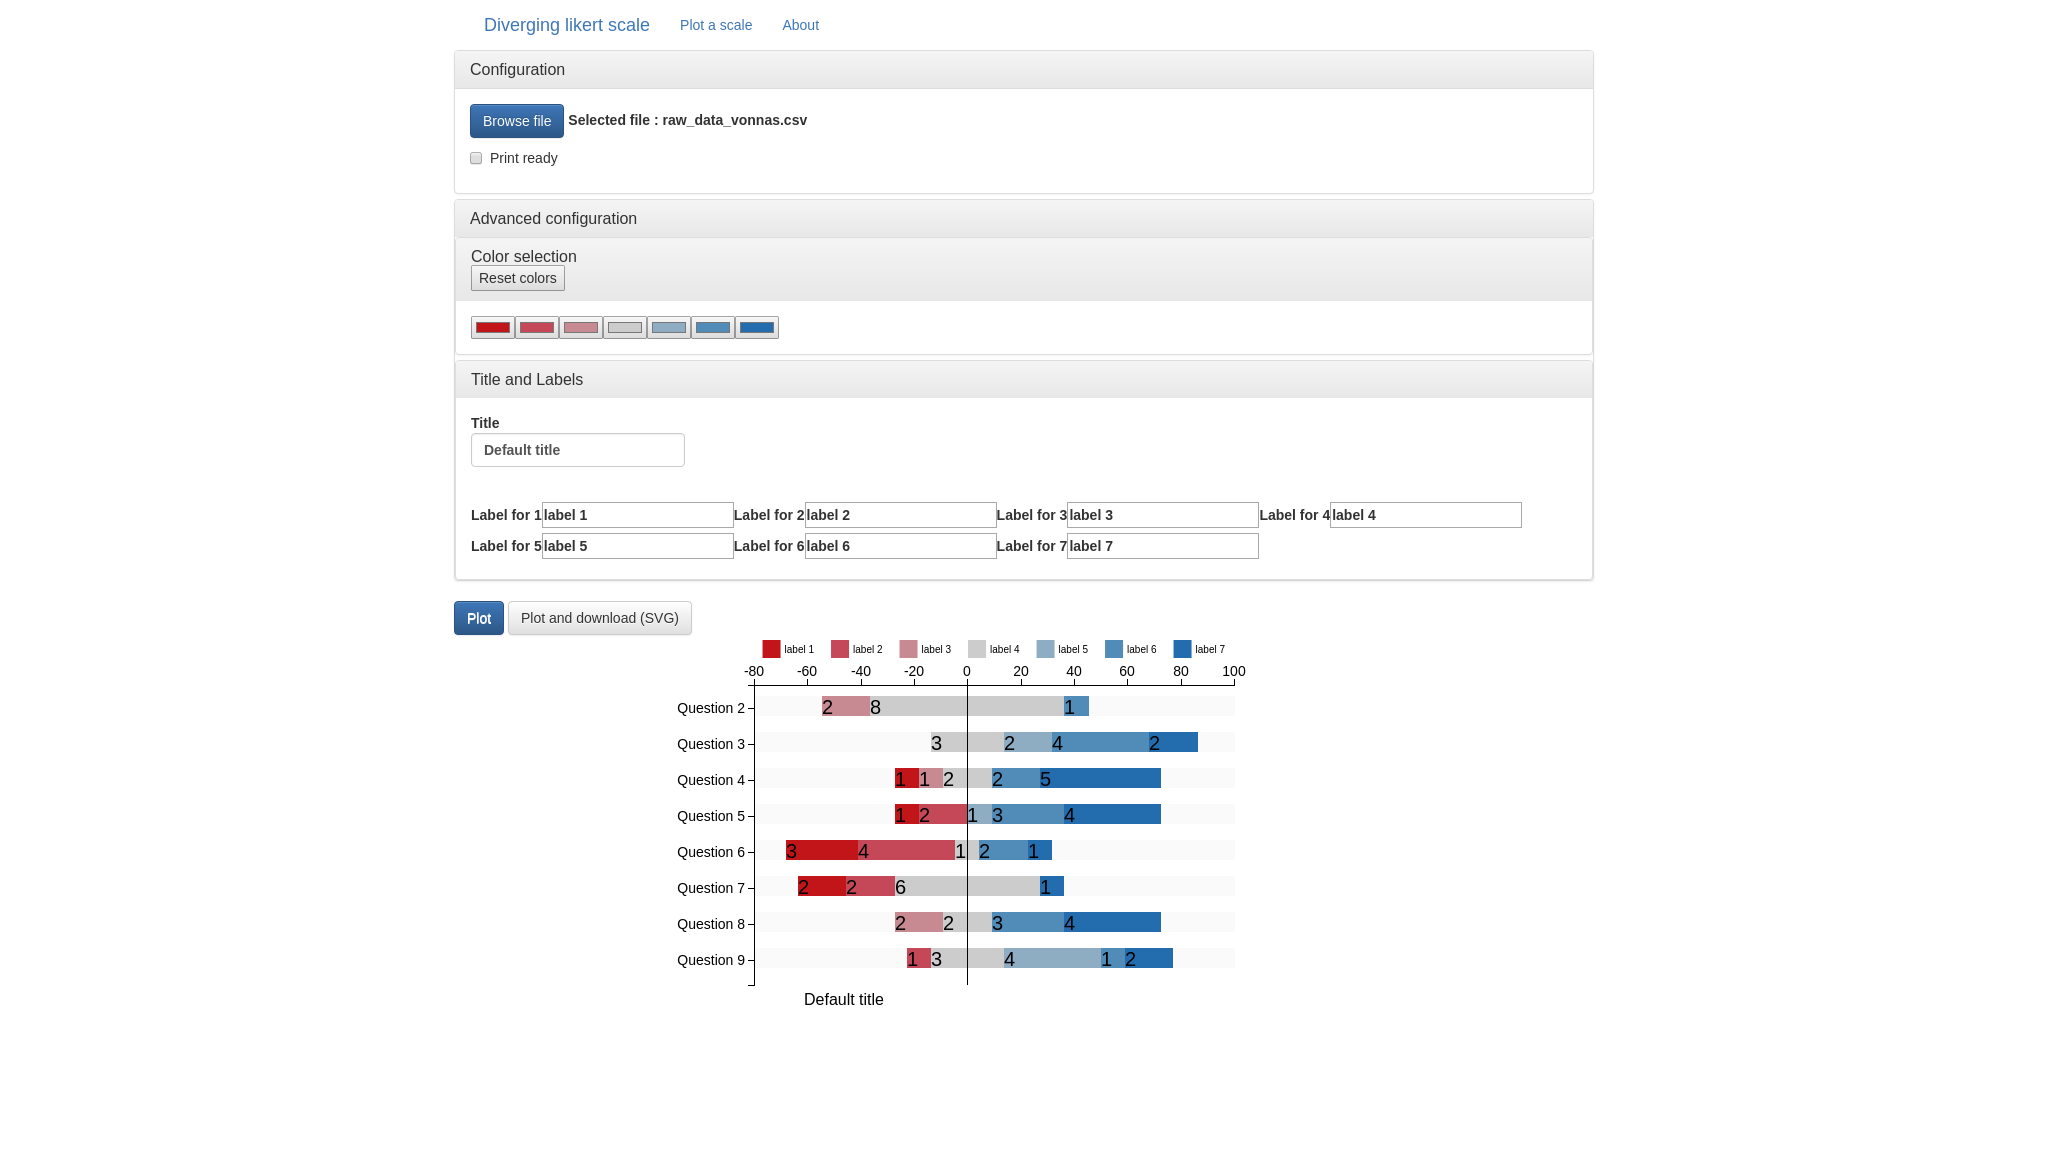 Diverging likert scale Plot a scale About
Configuration
Browse file Selected file : raw_data_vonnas.csv
Print ready
Advanced configuration
Color selection
Reset colors
Title and Labels
Title
Default title
Label for 1 label 1 Label for 2 label 2 Label for 3 label 3 Label for 4 label 4
Label for 5 label 5 Label for 6 label 6 Label for 7 label 7
Plot Plot and download (SVG)
label 1 label 2 label 3 label 4 label 5 label 6 label 7
-80 -60 -40 -20 0 20 40 60 80 100
Question 2 2 8 1
Question 3 3 2 4 2
Question 4 1 1 2 2 5
Question 5 1 2 1 3 4
Question 6 3 4 1 2 1
Question 7 2 2 6 1
Question 8 2 2 3 4
Question 9 1 3 4 1 2
Default title